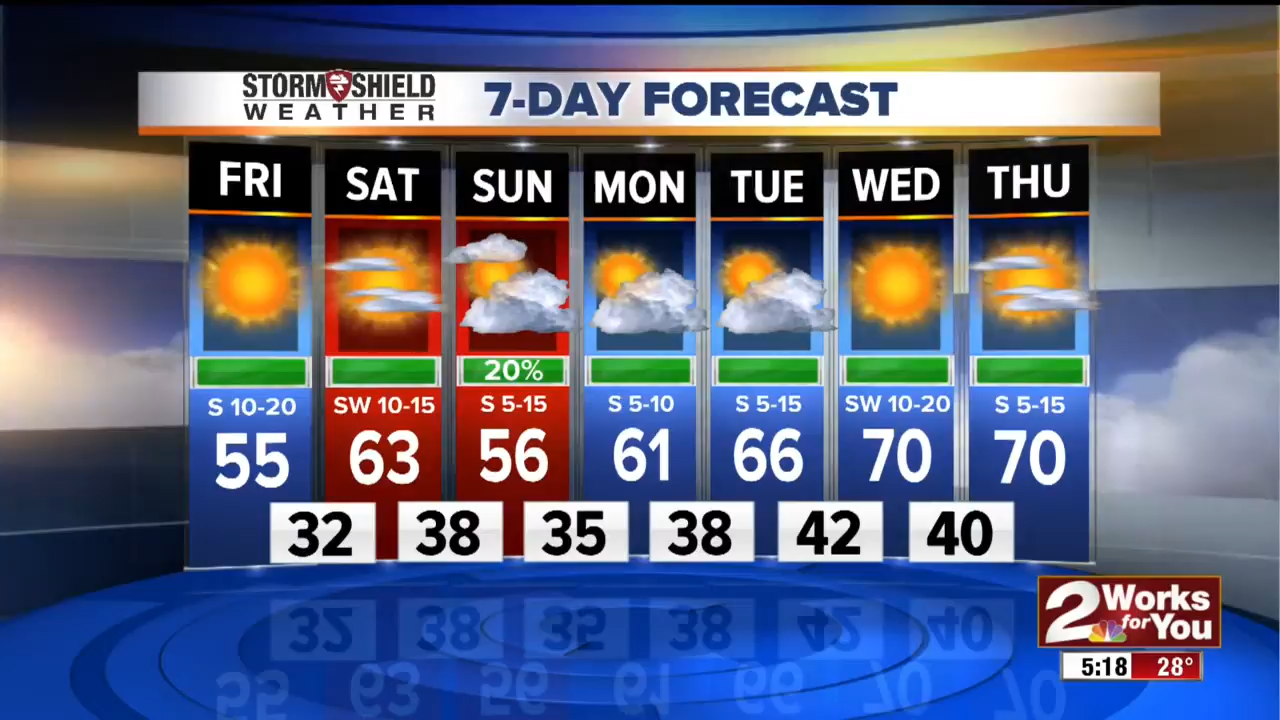 STORM SHIELD
WEATHER
7-DAY FORECAST
FRI SAT SUN MON TUE WED THU
20%
S 10-20 SW 10-15 S 5-15 S 5-10 S 5-15 SW 10-20 S 5-15
55 63 56 61 66 70 70
32 38 35 38 42 40
2 Works
for You
5:18 28°